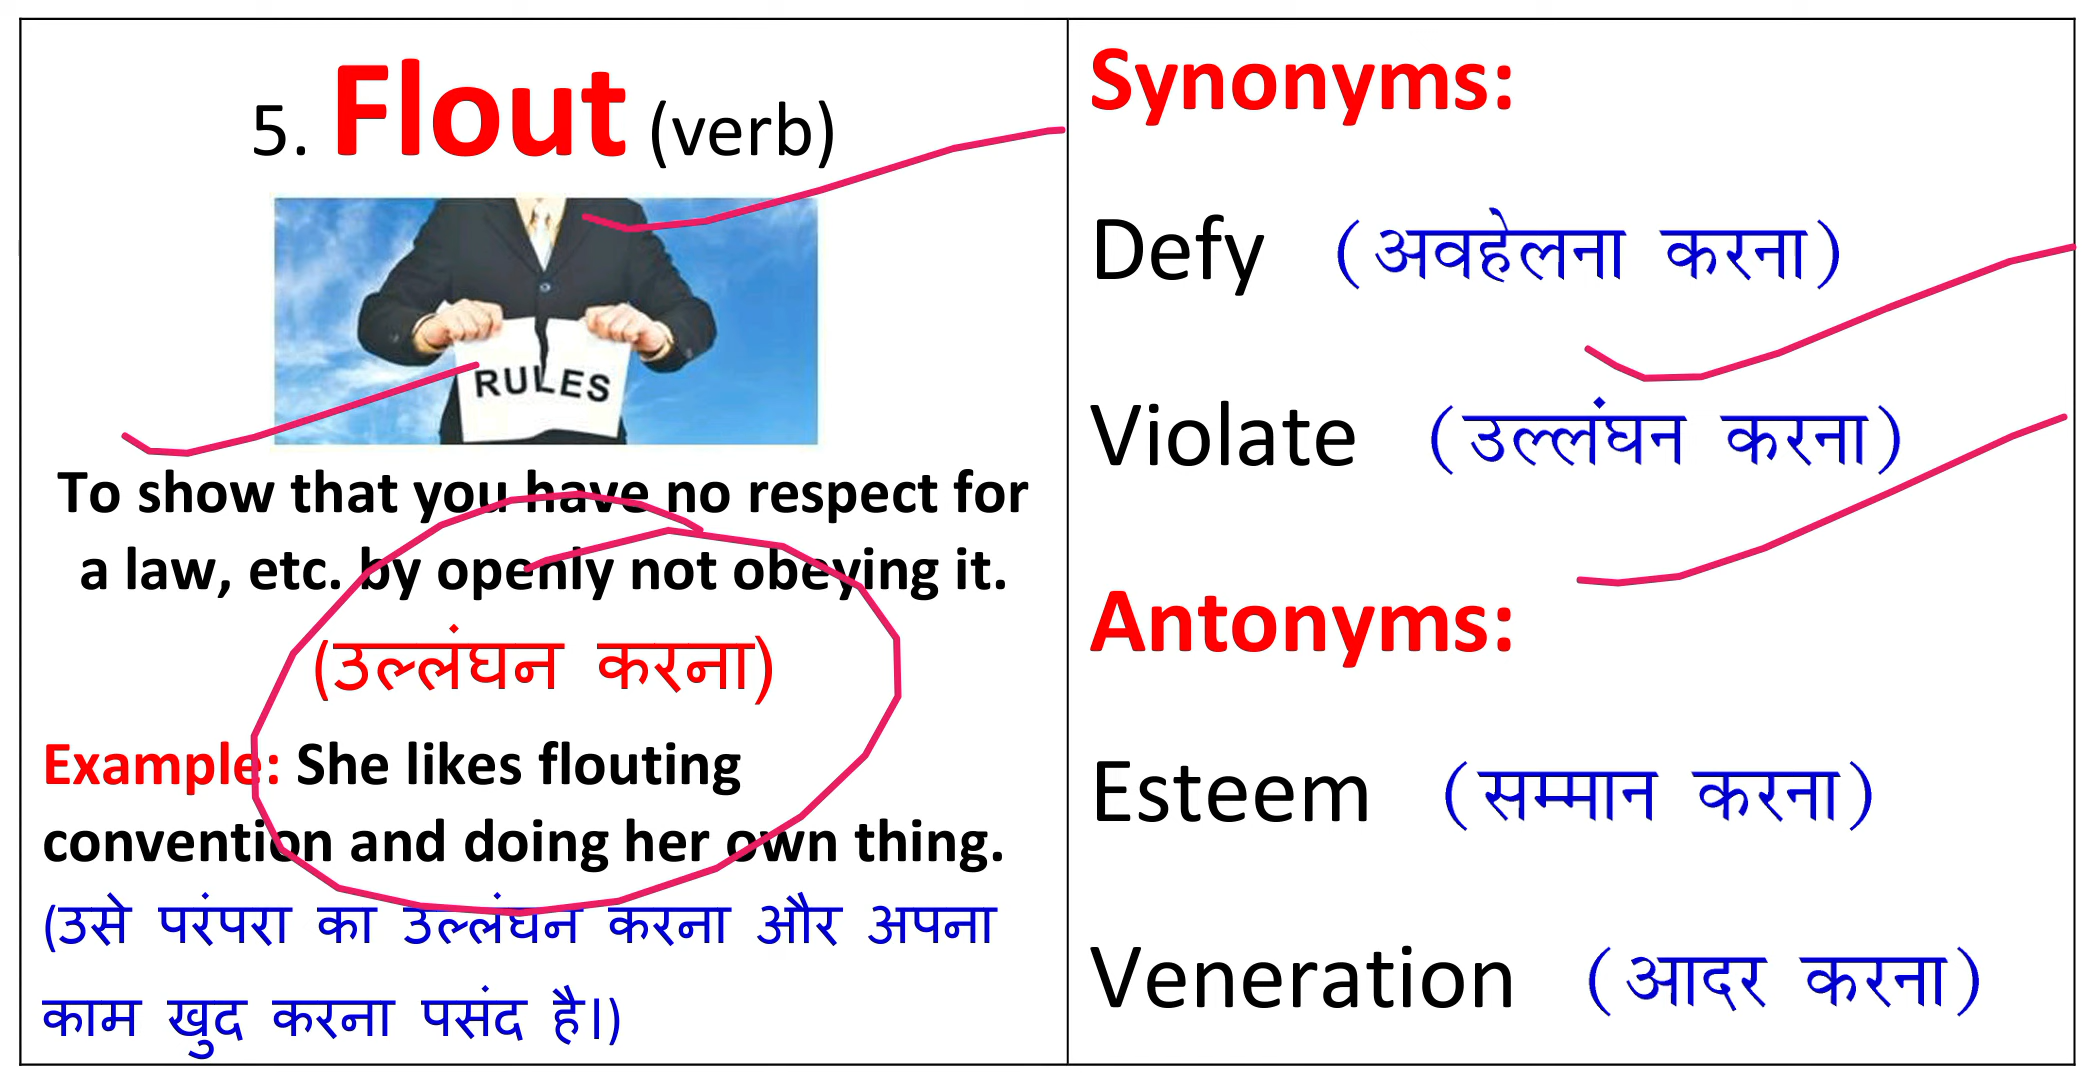 5. Flout (verb)
RULES
To show that you have no respect for
a law, etc. by openly not obeying it.
(उल्लंघन करना)
Example: She likes flouting
convention and doing her own thing.
(उसे परंपरा का उल्लंघन करना और अपना
काम खुद करना पसंद है।)
Synonyms:
Defy (अवहेलना करना)
Violate (उल्लंघन करना)
Antonyms:
Esteem (सम्मान करना)
Veneration (आदर करना)